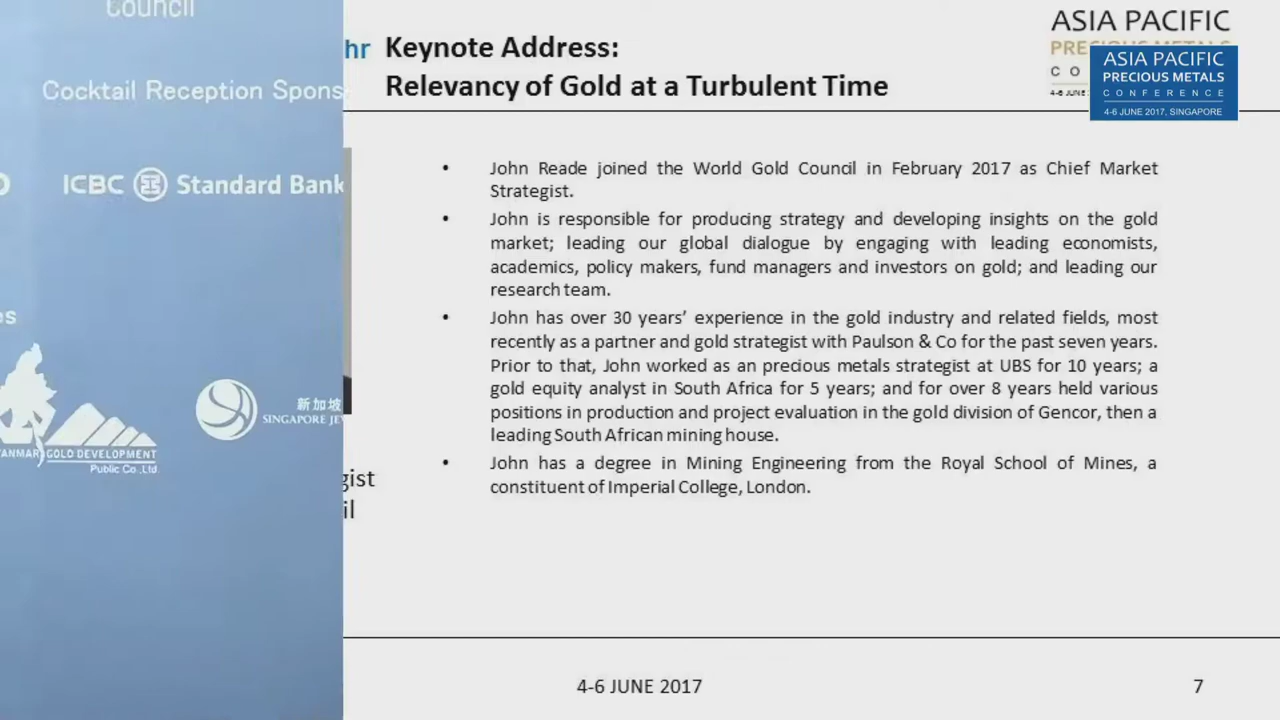 Council
Cocktail Reception Spons
ICBC Standard Bank
es
ANMAR GOLD DEVELOPMENT
Public Co.,Ltd.
新加坡
SINGAPORE JE
hr
Keynote Address:
Relevancy of Gold at a Turbulent Time
ASIA PACIFIC
PRECIOUS METALS
CO
4-6 JUNE
ASIA PACIFIC
PRECIOUS METALS
CONFERENCE
4-6 JUNE 2017, SINGAPORE
• John Reade joined the World Gold Council in February 2017 as Chief Market
Strategist.
• John is responsible for producing strategy and developing insights on the gold
market; leading our global dialogue by engaging with leading economists,
academics, policy makers, fund managers and investors on gold; and leading our
research team.
• John has over 30 years’ experience in the gold industry and related fields, most
recently as a partner and gold strategist with Paulson & Co for the past seven years.
Prior to that, John worked as an precious metals strategist at UBS for 10 years; a
gold equity analyst in South Africa for 5 years; and for over 8 years held various
positions in production and project evaluation in the gold division of Gencor, then a
leading South African mining house.
• John has a degree in Mining Engineering from the Royal School of Mines, a
constituent of Imperial College, London.
gist
il
4-6 JUNE 2017
7